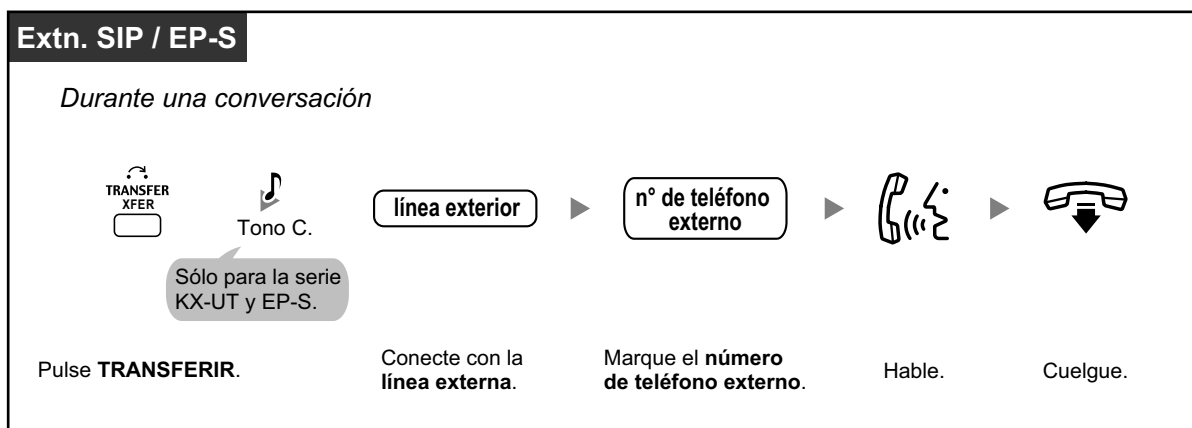 Extn. SIP / EP-S
Durante una conversación
TRANSFER
XFER
Tono C.
Sólo para la serie
KX-UT y EP-S.
línea exterior
n° de teléfono
externo
Pulse TRANSFERIR.
Conecte con la
línea externa.
Marque el número
de teléfono externo.
Hable.
Cuelgue.